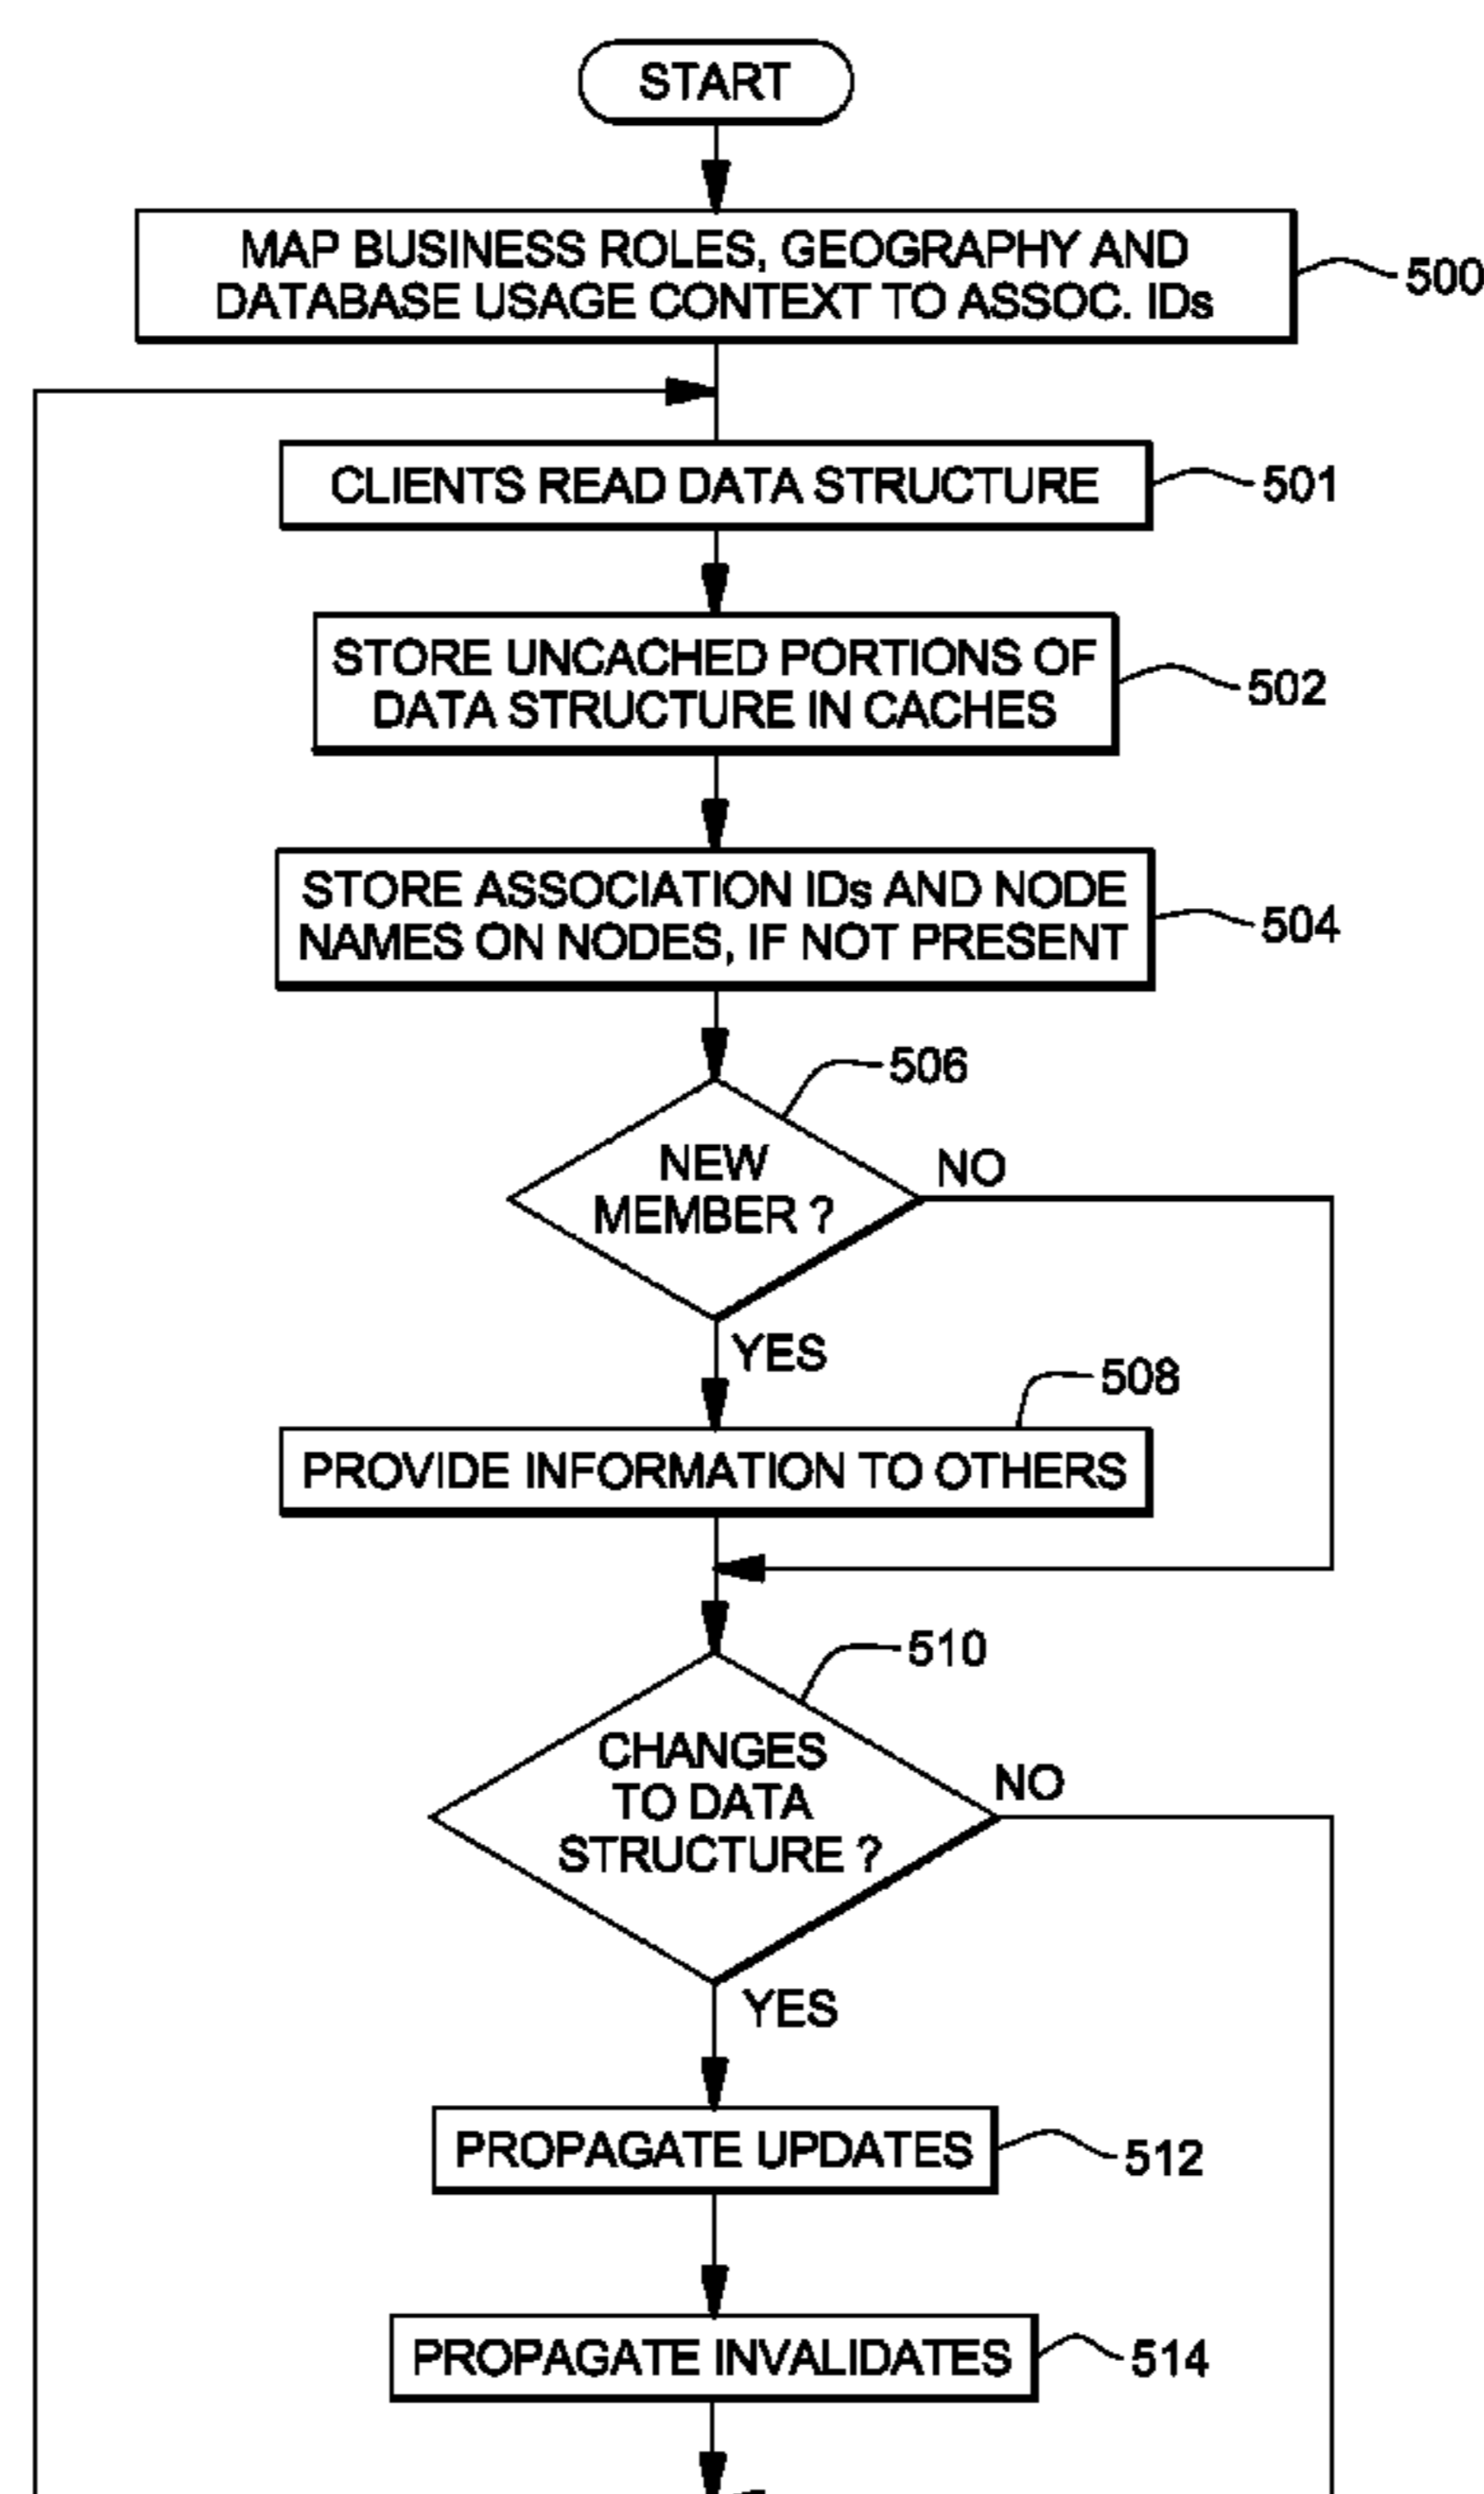 START
MAP BUSINESS ROLES, GEOGRAPHY AND
DATABASE USAGE CONTEXT TO ASSOC. IDs
500
CLIENTS READ DATA STRUCTURE
501
STORE UNCACHED PORTIONS OF
DATA STRUCTURE IN CACHES
502
STORE ASSOCIATION IDs AND NODE
NAMES ON NODES, IF NOT PRESENT
504
506
NEW
MEMBER ?
NO
YES
508
PROVIDE INFORMATION TO OTHERS
510
CHANGES
TO DATA
STRUCTURE ?
NO
YES
PROPAGATE UPDATES
512
PROPAGATE INVALIDATES
514